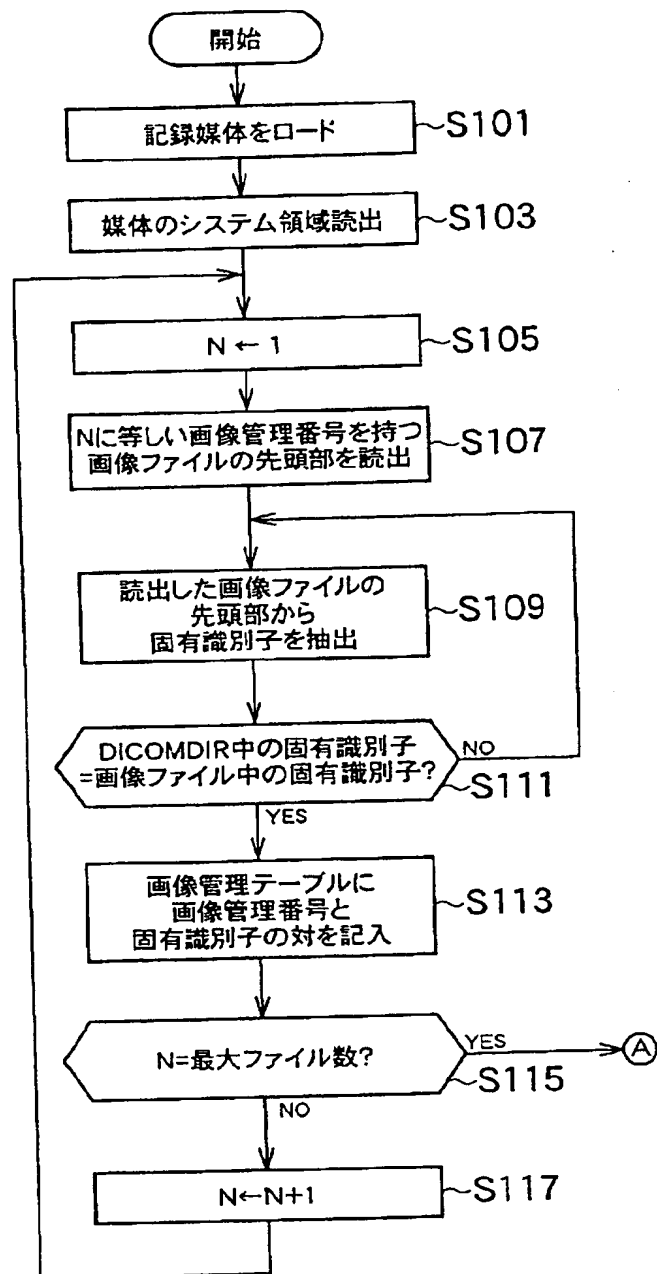 開始
記録媒体をロード
S101
媒体のシステム領域読出
S103
N ← 1
S105
Nに等しい画像管理番号を持つ
画像ファイルの先頭部を読出
S107
読出した画像ファイルの
先頭部から
固有識別子を抽出
S109
DICOMDIR中の固有識別子
=画像ファイル中の固有識別子?
NO
S111
YES
画像管理テーブルに
画像管理番号と
固有識別子の対を記入
S113
N=最大ファイル数?
YES
A
S115
NO
N←N+1
S117